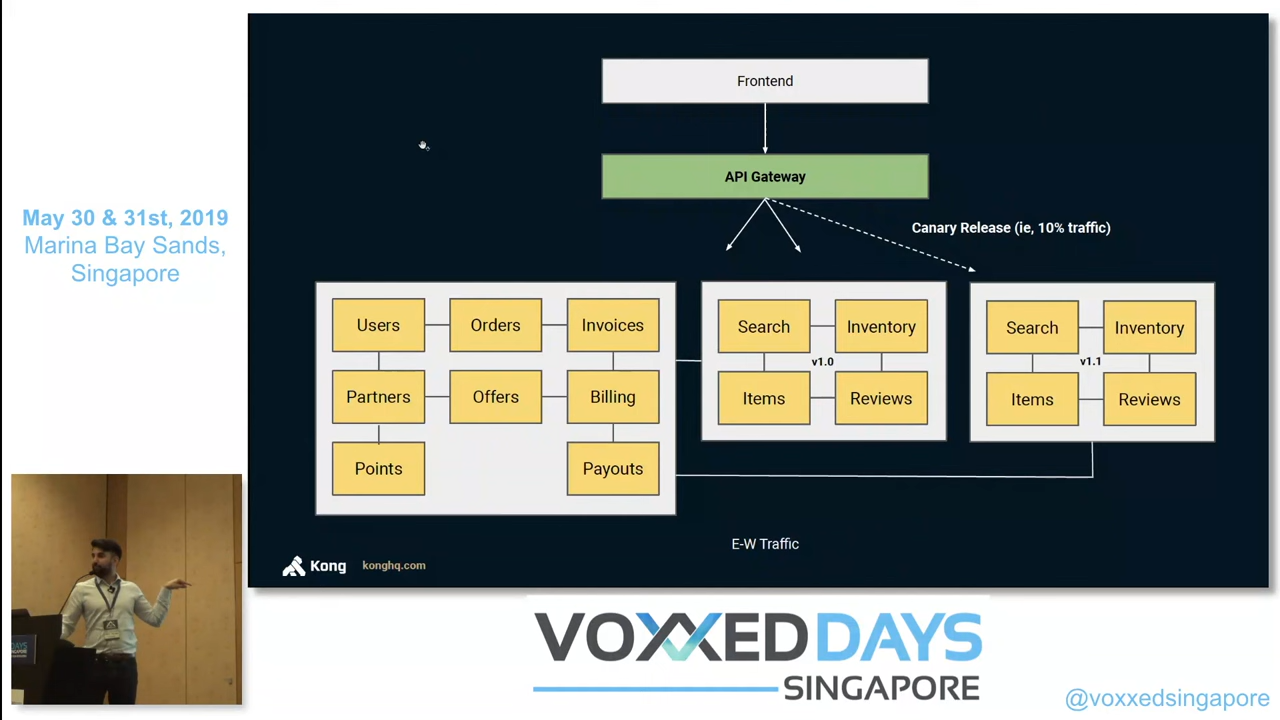 May 30 & 31st, 2019
Marina Bay Sands,
Singapore
Frontend
API Gateway
Canary Release (ie, 10% traffic)
Users
Orders
Invoices
Partners
Offers
Billing
Points
Payouts
Search
Inventory
v1.0
Items
Reviews
Search
Inventory
v1.1
Items
Reviews
E-W Traffic
Kong
konghq.com
DAYS
VOXXED DAYS
SINGAPORE
@voxxedsingapore